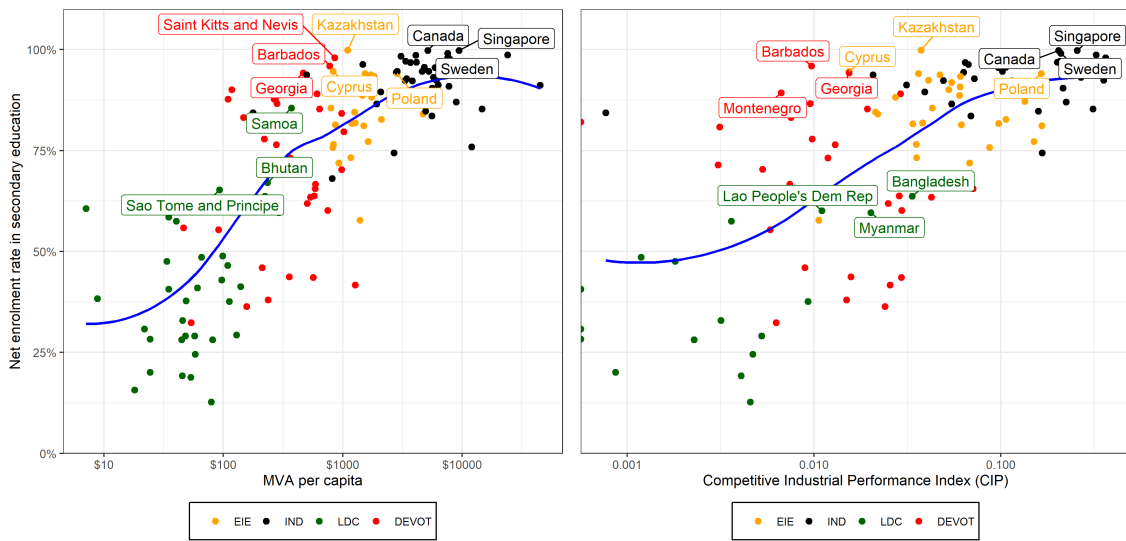 Net enrolment rate in secondary education
100%
75%
50%
25%
0%
Saint Kitts and Nevis
Kazakhstan
Canada
Singapore
Barbados
Sweden
Georgia
Cyprus
Poland
Samoa
Bhutan
Sao Tome and Principe
$10
$100
$1000
$10000
MVA per capita
EIE
IND
LDC
DEVOT
Kazakhstan
Singapore
Barbados
Cyprus
Canada
Sweden
Georgia
Poland
Montenegro
Bangladesh
Lao People's Dem Rep
Myanmar
0.001
0.010
0.100
Competitive Industrial Performance Index (CIP)
EIE
IND
LDC
DEVOT